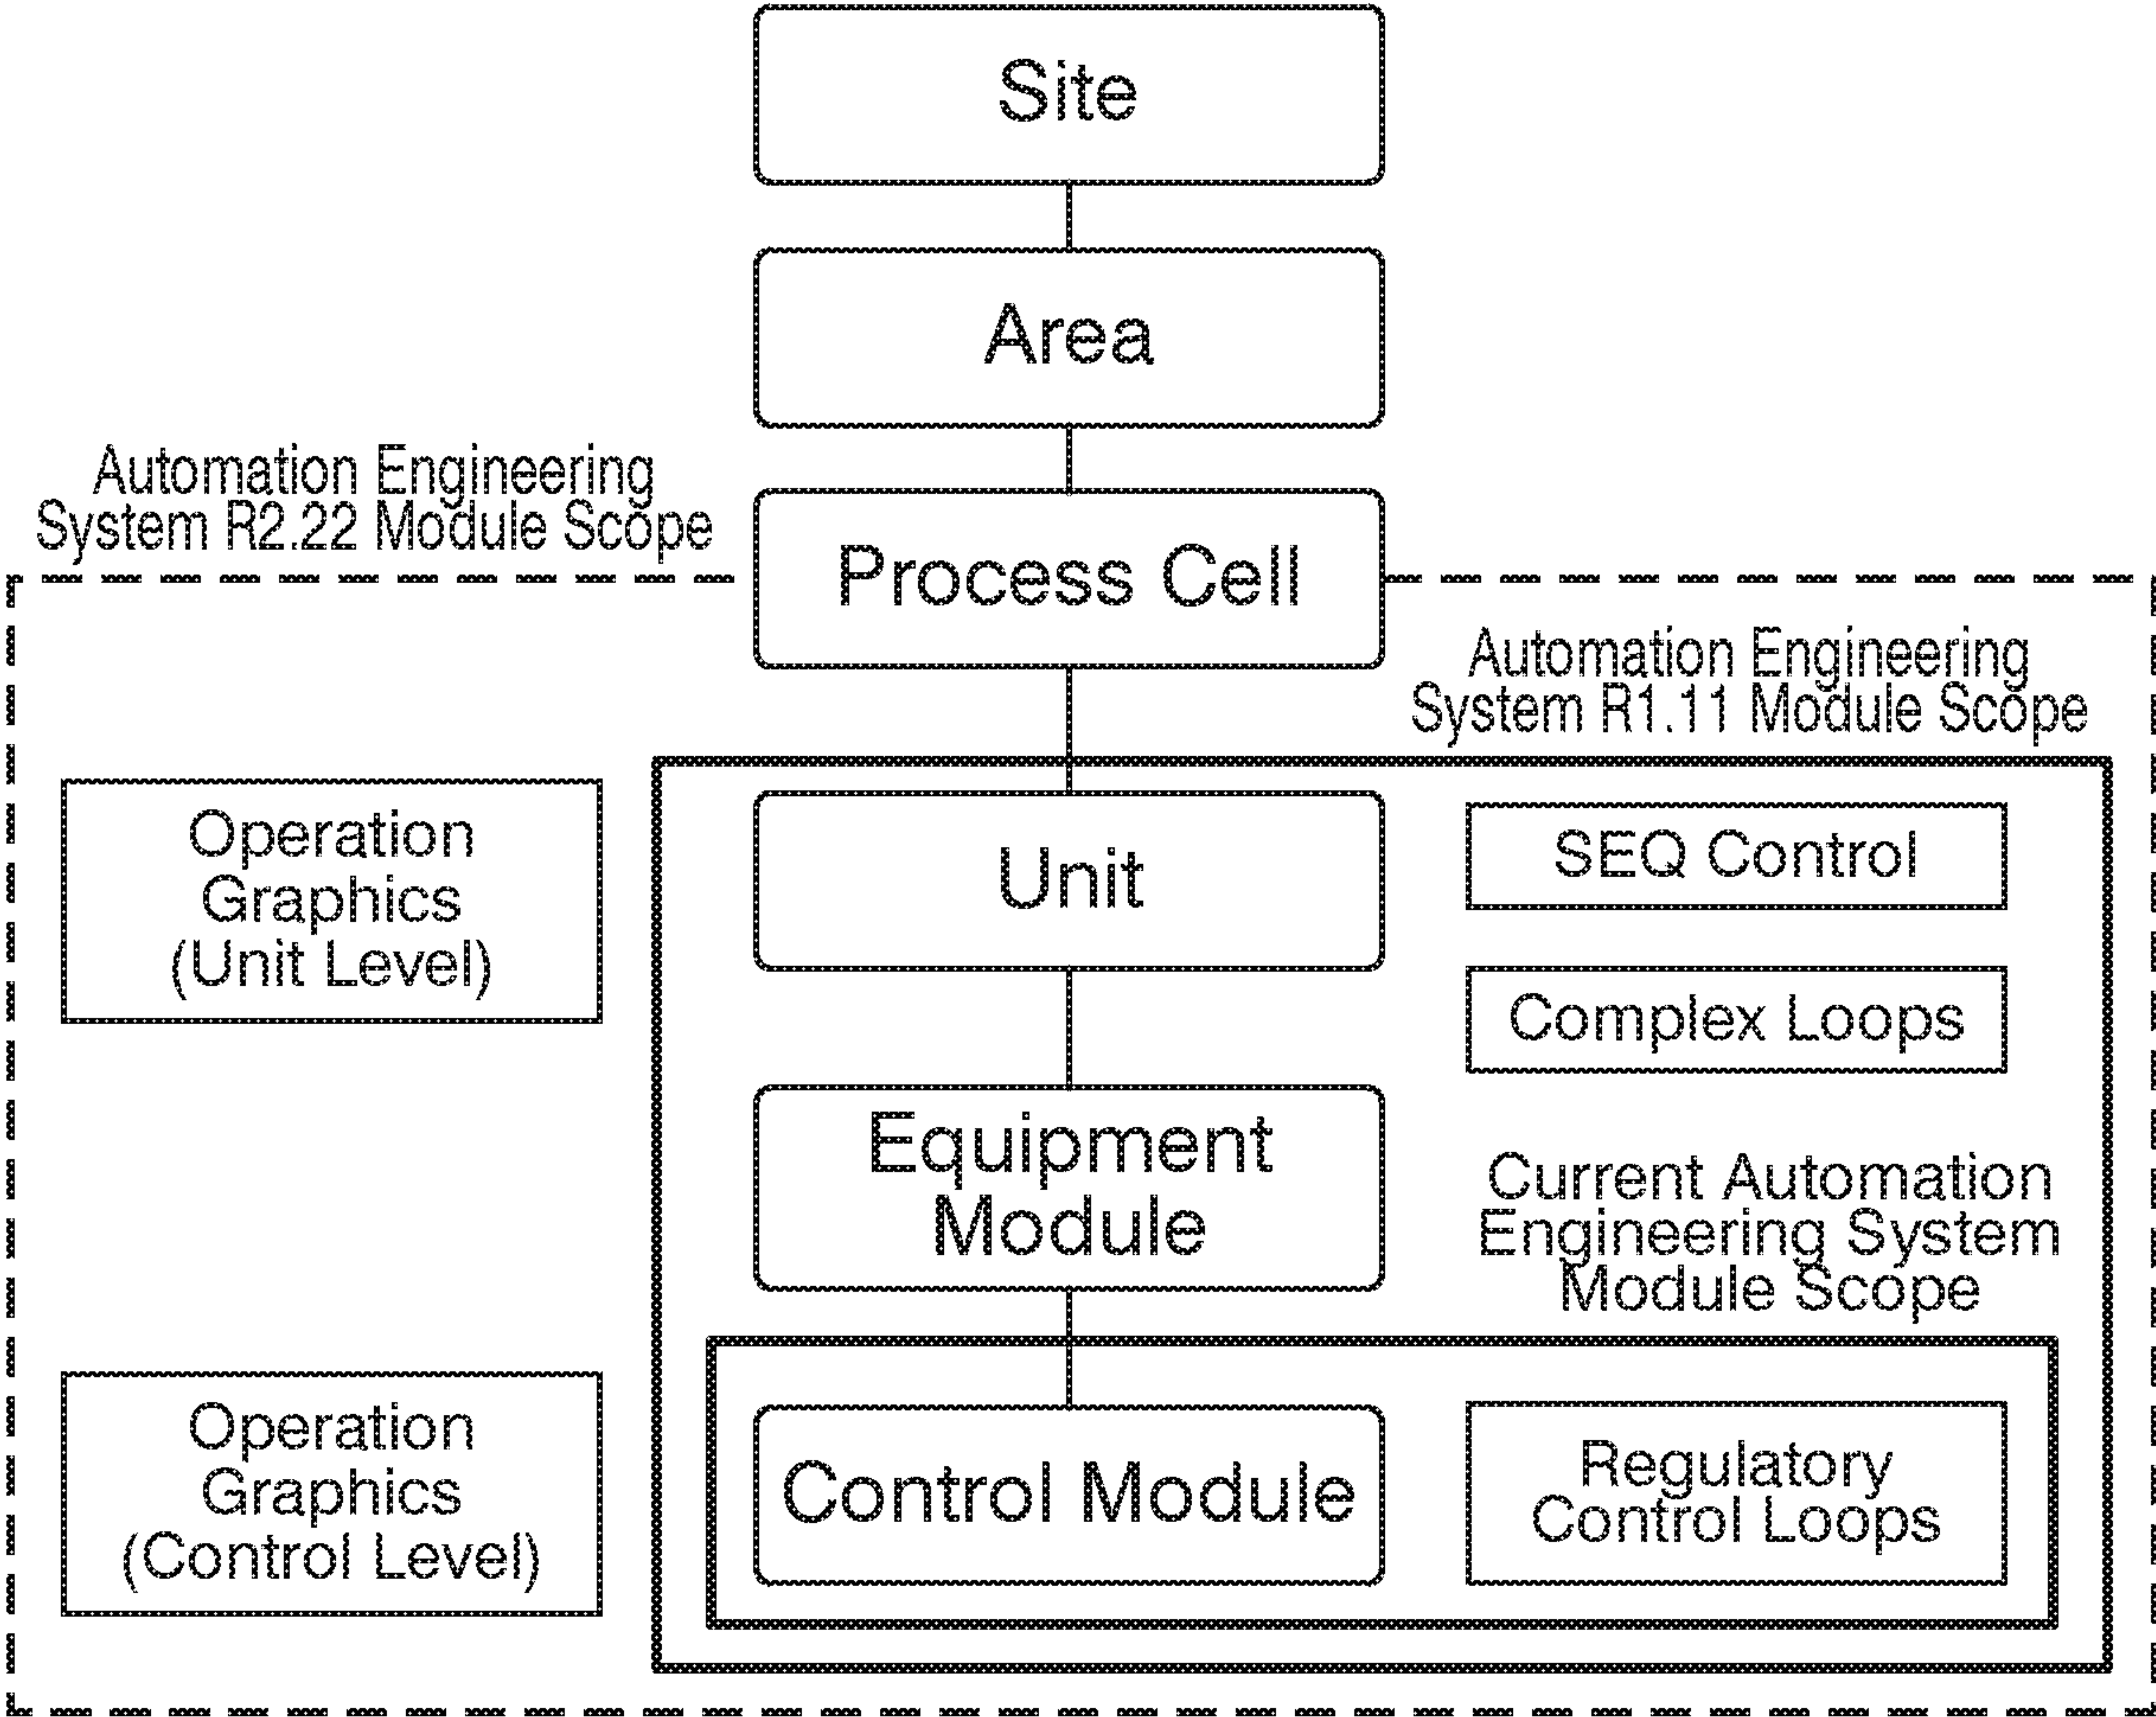 Site
Area
Automation Engineering
System R2.22 Module Scope
Process Cell
Automation Engineering
System R1.11 Module Scope
Operation
Graphics
(Unit Level)
Unit
SEQ Control
Complex Loops
Equipment
Module
Current Automation
Engineering System
Module Scope
Operation
Graphics
(Control Level)
Control Module
Regulatory
Control Loops